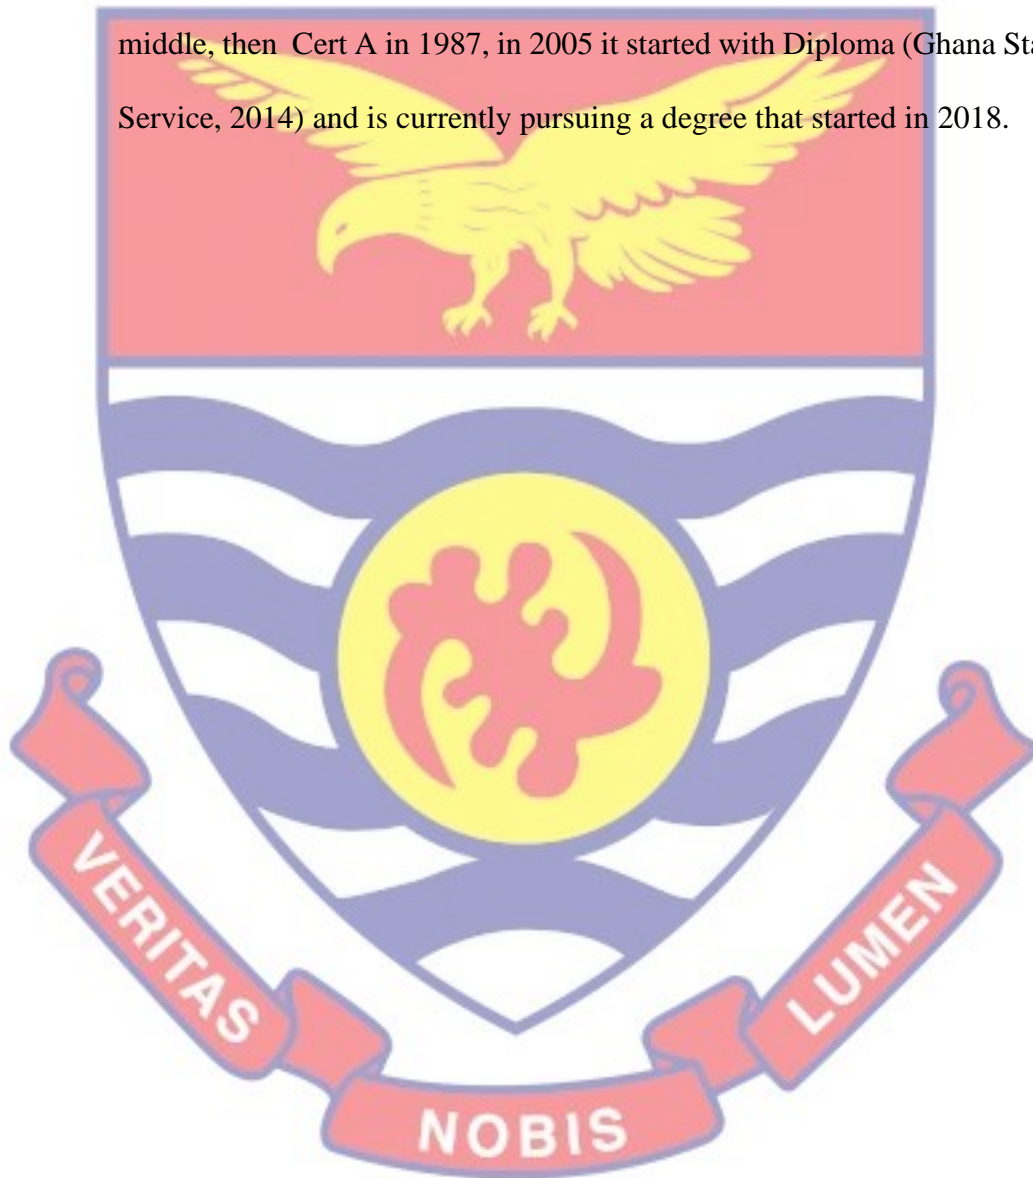 middle, then Cert A in 1987, in 2005 it started with Diploma (Ghana Sta
Service, 2014) and is currently pursuing a degree that started in 2018.
VERITAS
NOBIS
LUMEN